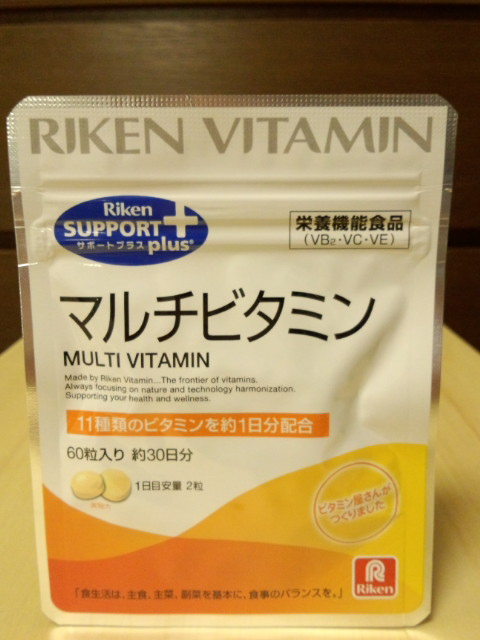 RIKEN VITAMIN
Riken
SUPPORT+
サポートプラス plus®
栄養機能食品
(VB2・VC・VE)
マルチビタミン
MULTI VITAMIN
Made by Riken Vitamin...The frontier of vitamins.
Always focusing on nature and technology harmonization.
Supporting your health and wellness.
11種類のビタミンを約1日分配合
60粒入り 約30日分
1日目安量 2粒
実物大
ビタミン屋さんが
つくりました
R
Riken
「食生活は、主食、主菜、副菜を基本に、食事のバランスを。」